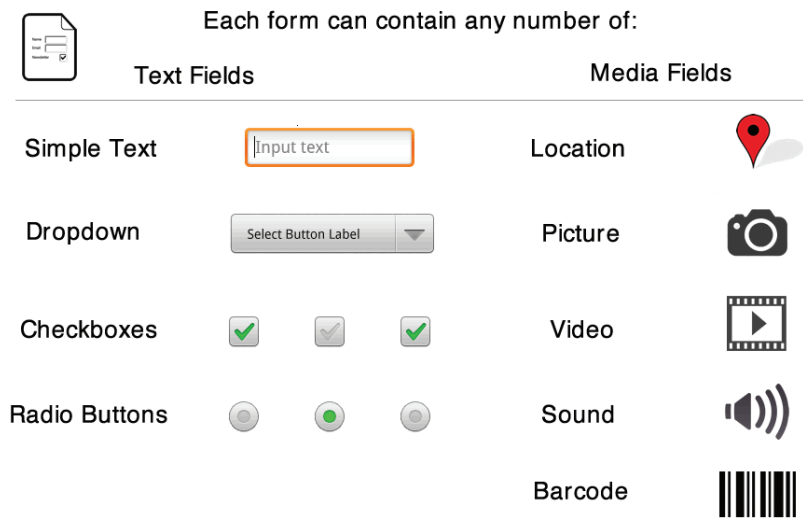 Each form can contain any number of:
Text Fields
Media Fields
Simple Text
Input text
Location
Dropdown
Select Button Label
Picture
Checkboxes
Video
Radio Buttons
Sound
Barcode